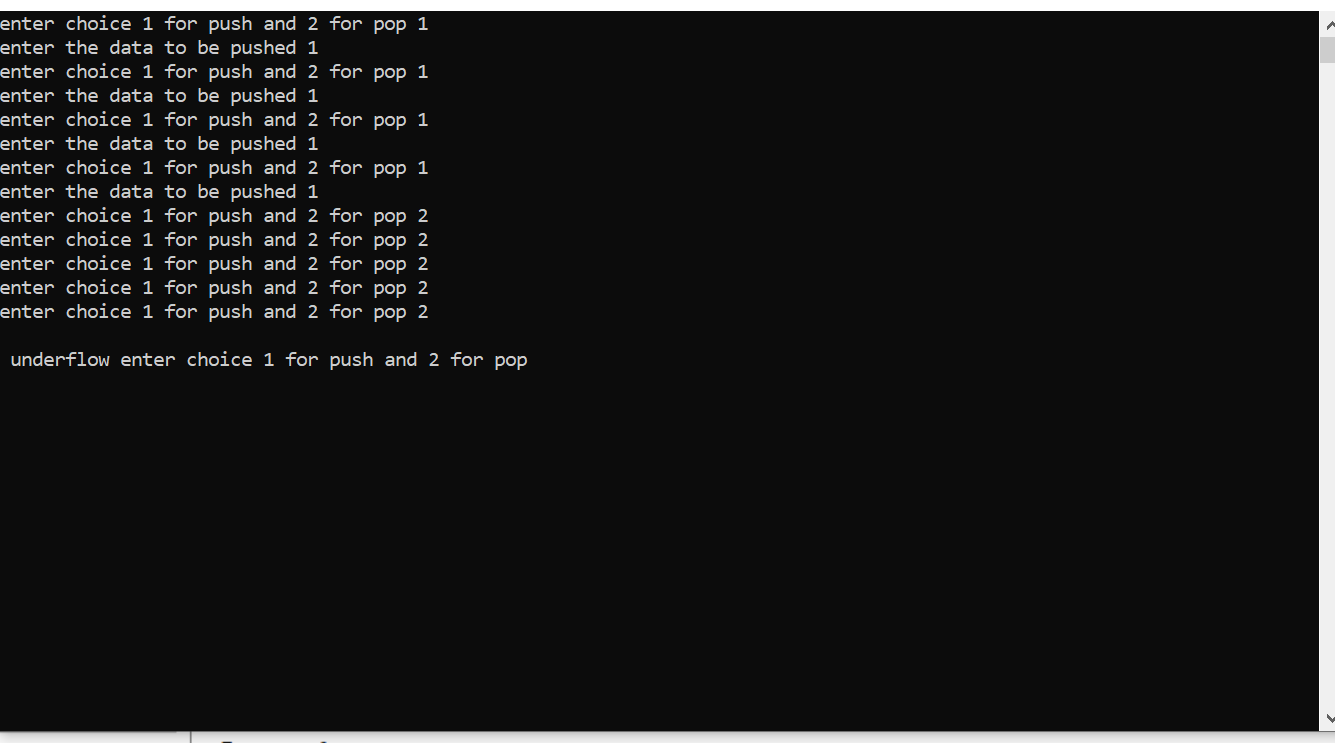 enter choice 1 for push and 2 for pop 1
enter the data to be pushed 1
enter choice 1 for push and 2 for pop 1
enter the data to be pushed 1
enter choice 1 for push and 2 for pop 1
enter the data to be pushed 1
enter choice 1 for push and 2 for pop 1
enter the data to be pushed 1
enter choice 1 for push and 2 for pop 2
enter choice 1 for push and 2 for pop 2
enter choice 1 for push and 2 for pop 2
enter choice 1 for push and 2 for pop 2
enter choice 1 for push and 2 for pop 2
underflow enter choice 1 for push and 2 for pop